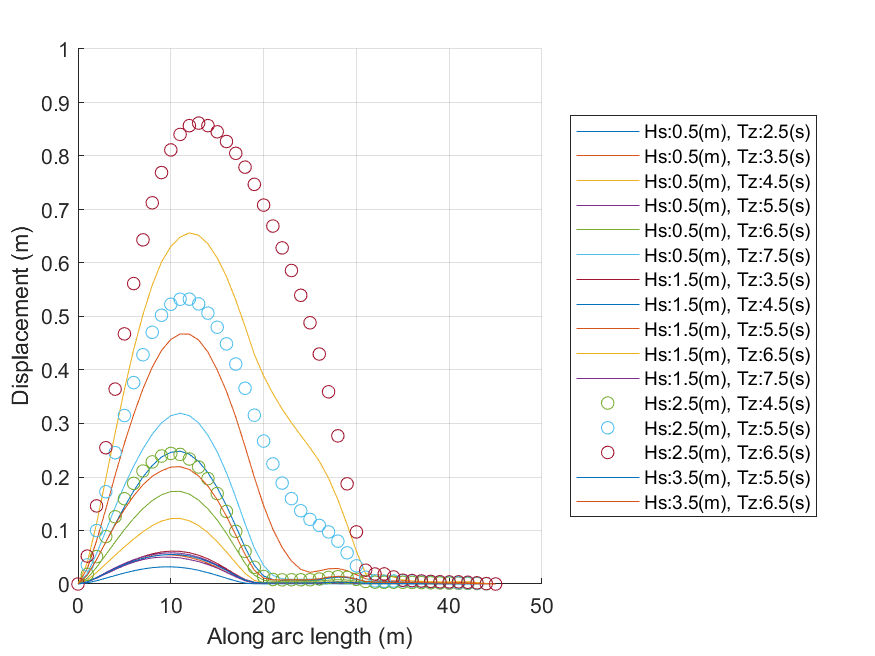 1
0.9
0.8
0.7
0.6
0.5
0.4
0.3
0.2
0.1
0
Displacement (m)
0 10 20 30 40 50
Along arc length (m)
Hs:0.5(m), Tz:2.5(s)
Hs:0.5(m), Tz:3.5(s)
Hs:0.5(m), Tz:4.5(s)
Hs:0.5(m), Tz:5.5(s)
Hs:0.5(m), Tz:6.5(s)
Hs:0.5(m), Tz:7.5(s)
Hs:1.5(m), Tz:3.5(s)
Hs:1.5(m), Tz:4.5(s)
Hs:1.5(m), Tz:5.5(s)
Hs:1.5(m), Tz:6.5(s)
Hs:1.5(m), Tz:7.5(s)
Hs:2.5(m), Tz:4.5(s)
Hs:2.5(m), Tz:5.5(s)
Hs:2.5(m), Tz:6.5(s)
Hs:3.5(m), Tz:5.5(s)
Hs:3.5(m), Tz:6.5(s)